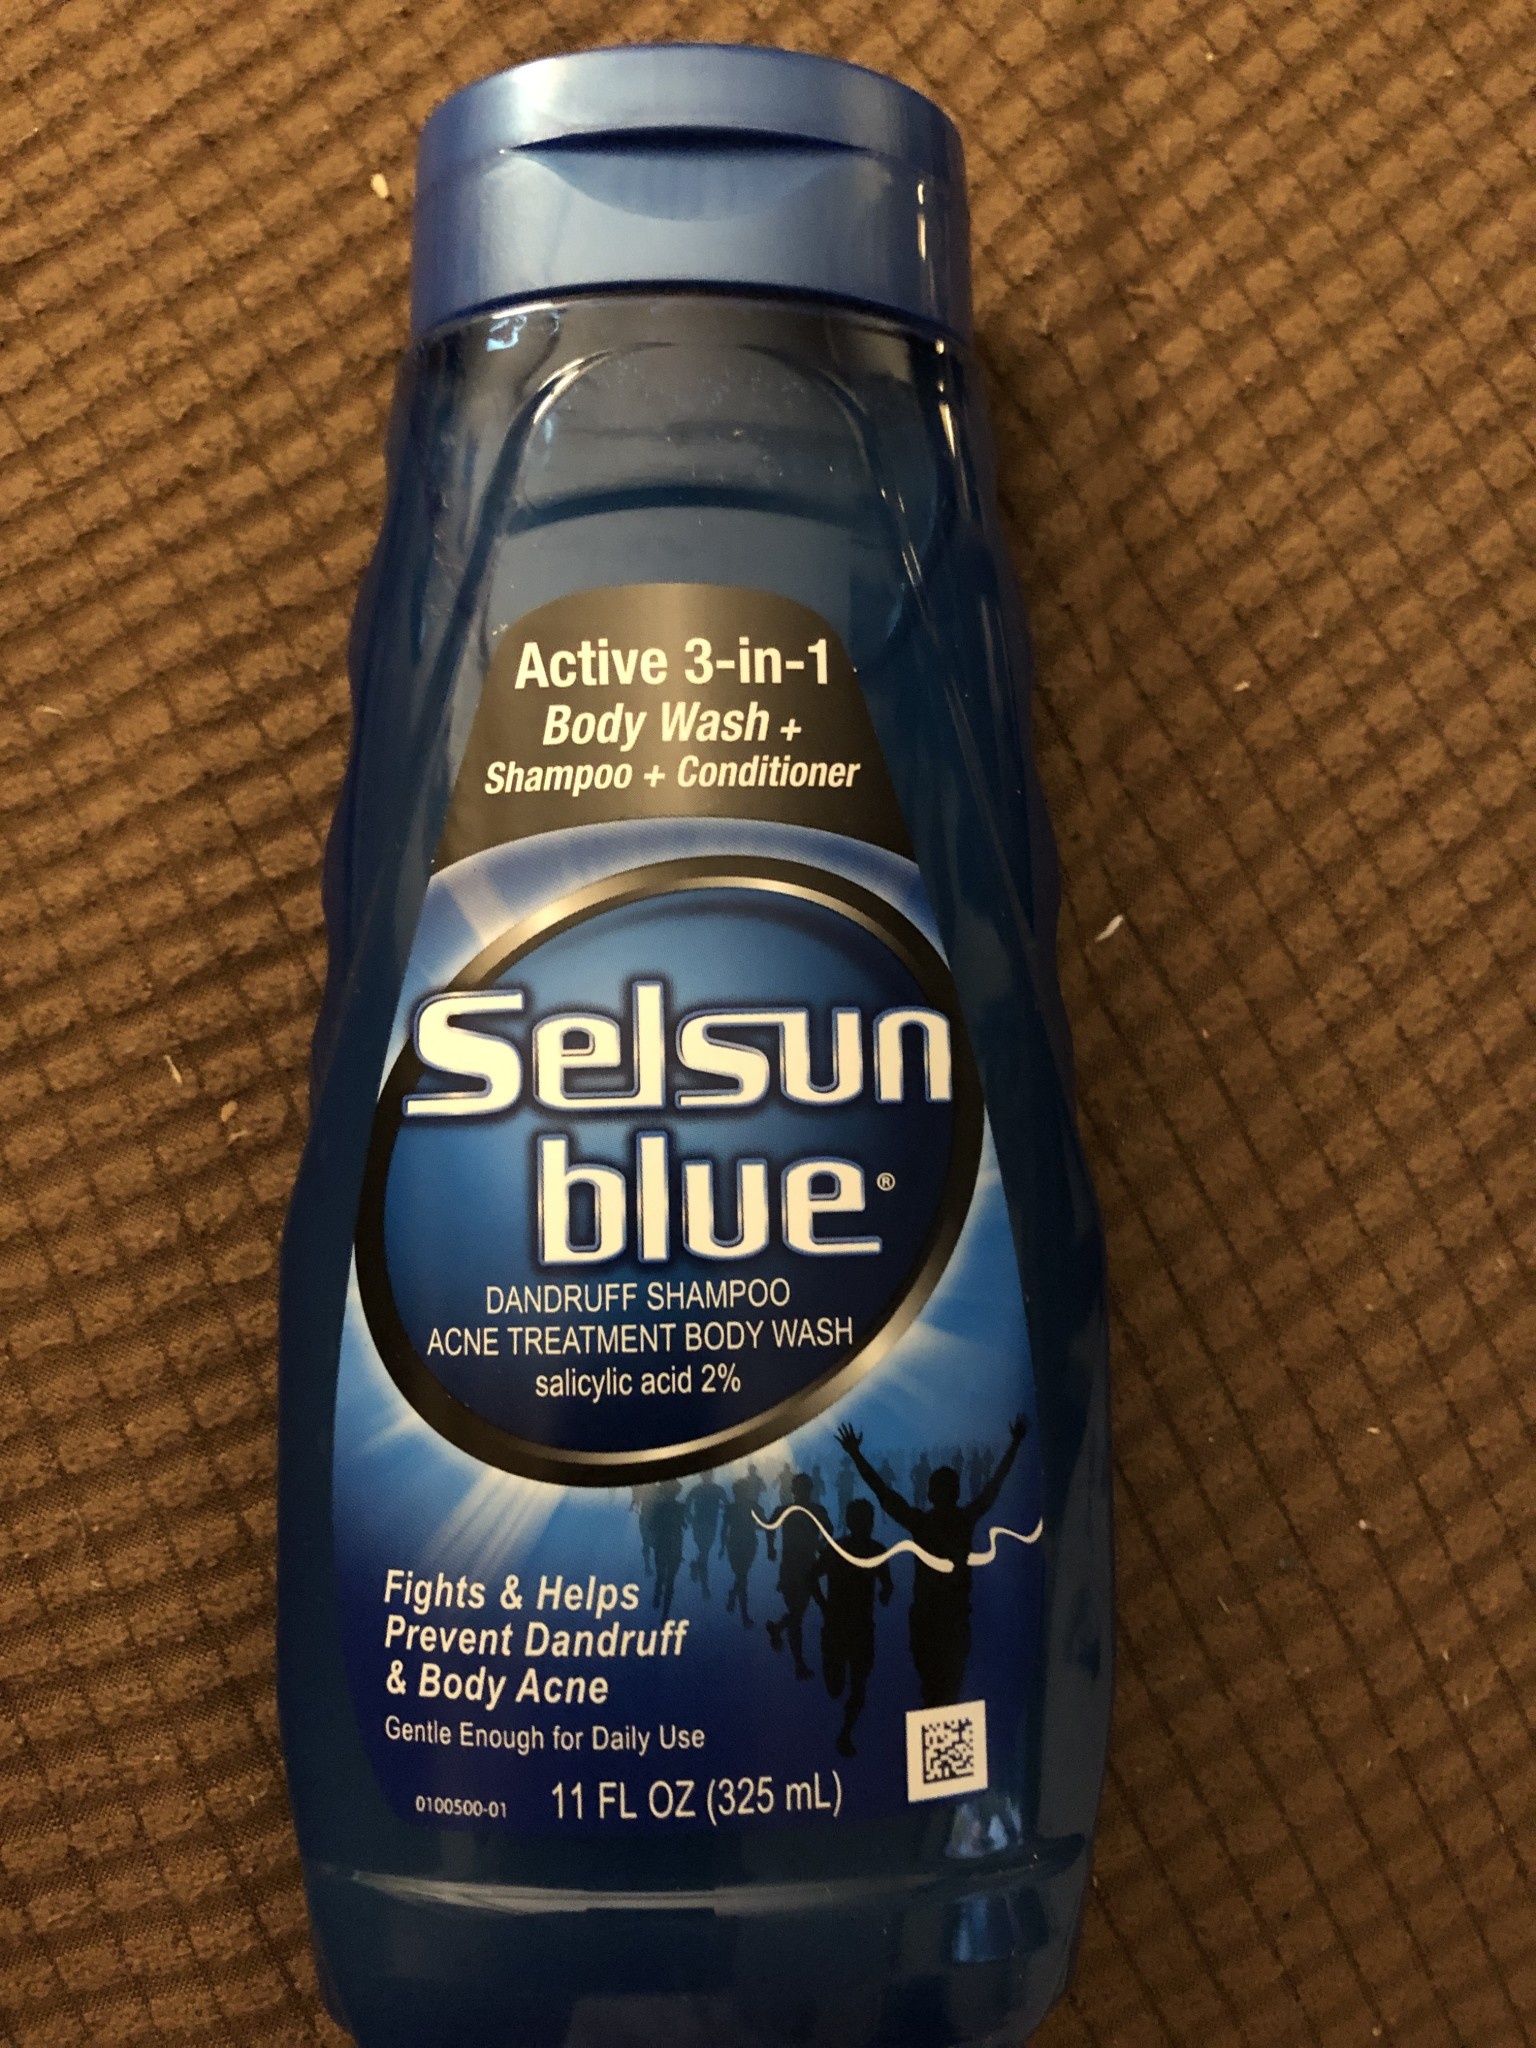 Active 3-in-1
Body Wash +
Shampoo + Conditioner
Selsun
blue®
DANDRUFF SHAMPOO
ACNE TREATMENT BODY WASH
salicylic acid 2%
Fights & Helps
Prevent Dandruff
& Body Acne
Gentle Enough for Daily Use
0100500-01 11 FL OZ (325 mL)